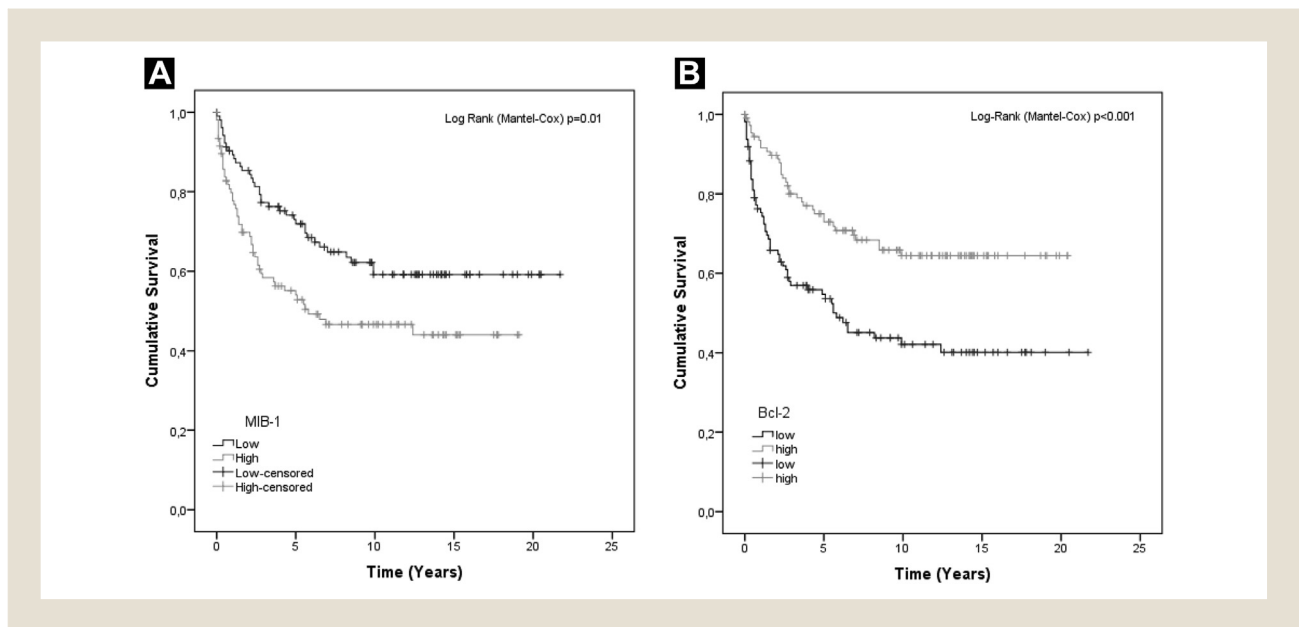 A
Log Rank (Mantel-Cox) p=0.01
1,0
0,8
0,6
0,4
0,2
0,0
Cumulative Survival
MIB-1
Low
High
Low-censored
High-censored
0 5 10 15 20 25
Time (Years)
B
Log-Rank (Mantel-Cox) p<0.001
1,0
0,8
0,6
0,4
0,2
0,0
Cumulative Survival
Bcl-2
low
high
low
high
0 5 10 15 20 25
Time (Years)